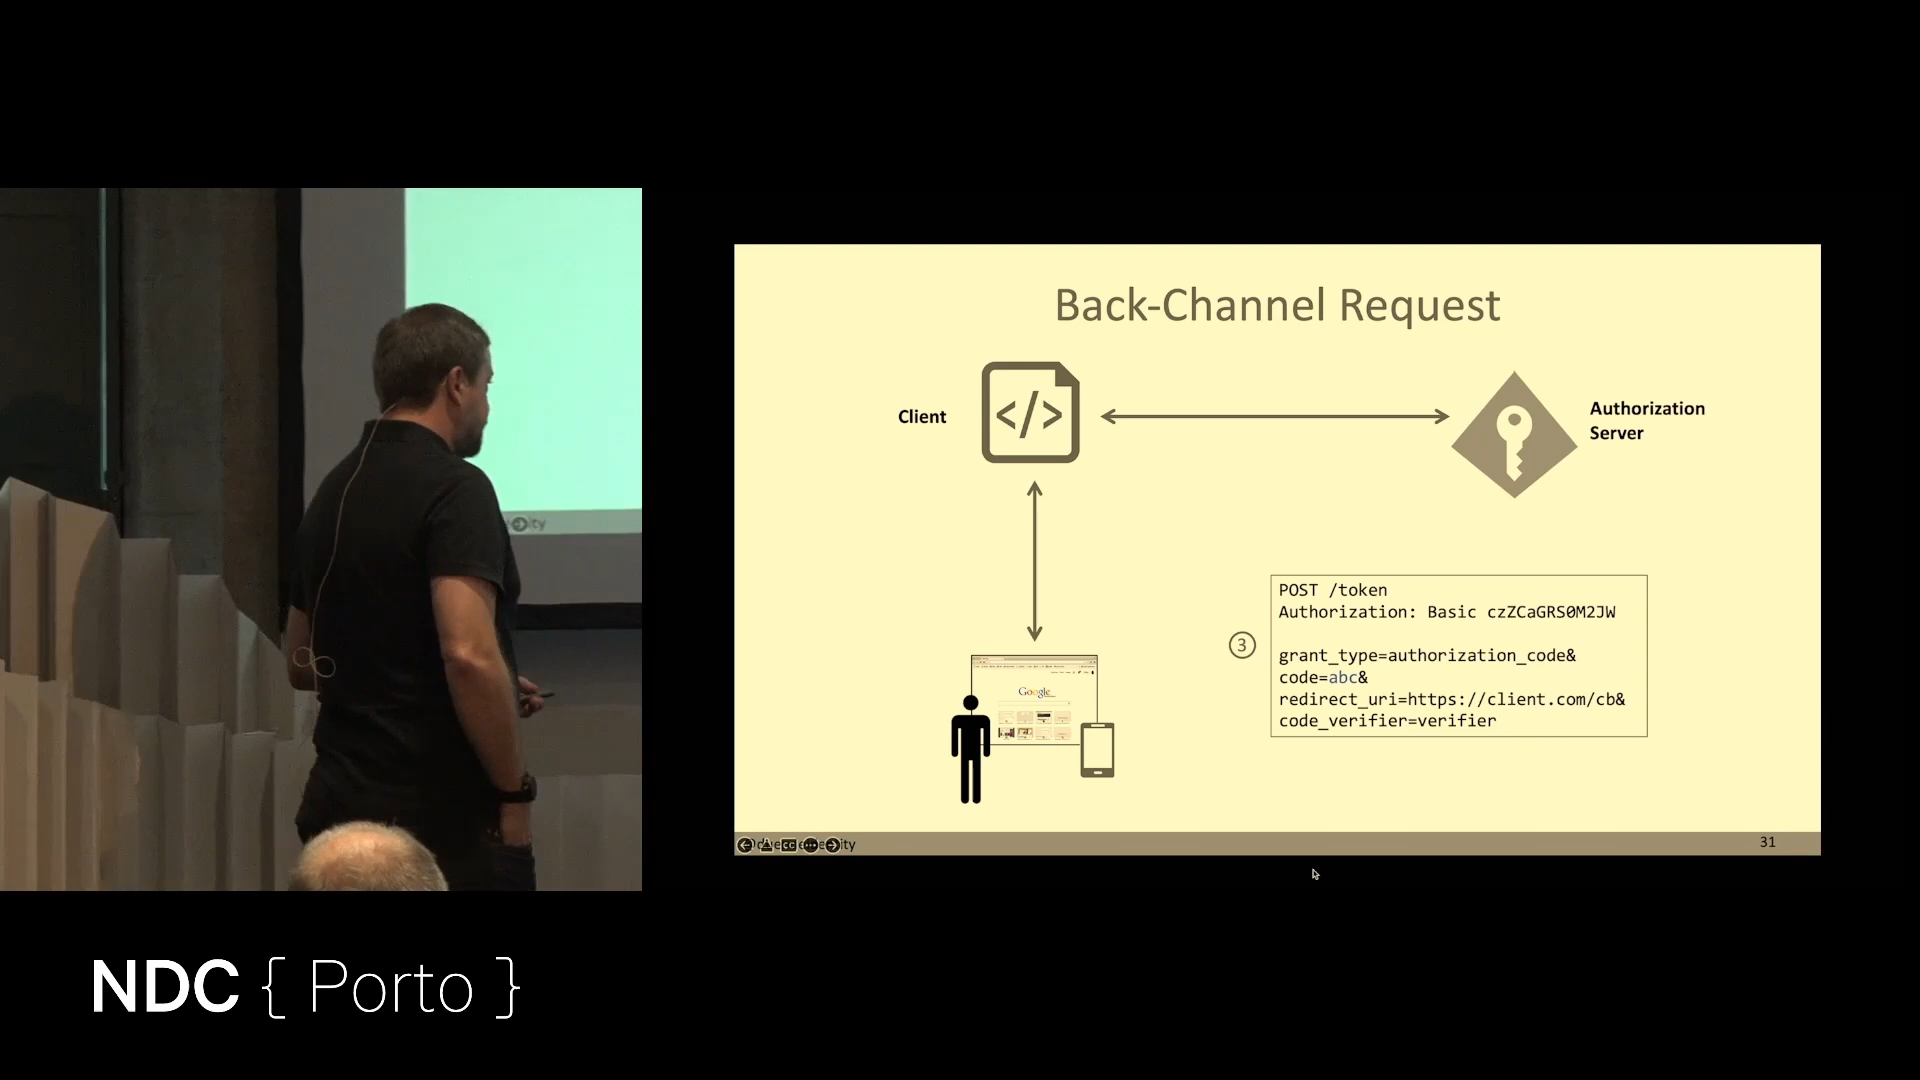 Back-Channel Request
Client
Authorization
Server
POST /token
Authorization: Basic czZCaGRS0M2JW
3
grant_type=authorization_code&
code=abc&
redirect_uri=https://client.com/cb&
code_verifier=verifier
Google
31
NDC { Porto }